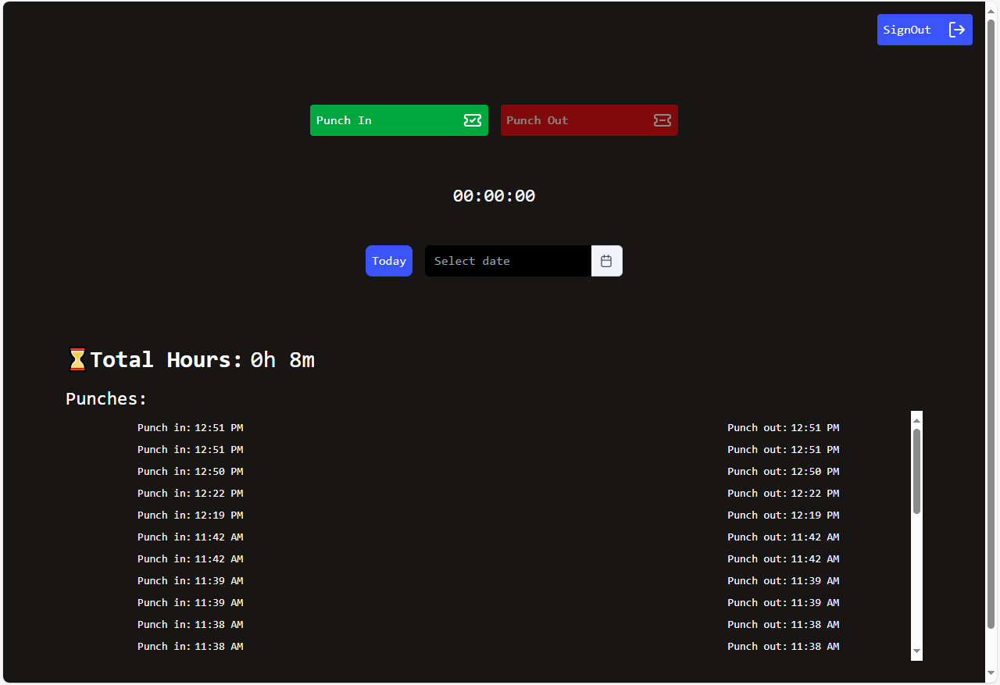 SignOut
Punch In Punch Out
00:00:00
Today Select date
⏳Total Hours: 0h 8m
Punches:
Punch in: 12:51 PM Punch out: 12:51 PM
Punch in: 12:51 PM Punch out: 12:51 PM
Punch in: 12:50 PM Punch out: 12:50 PM
Punch in: 12:22 PM Punch out: 12:22 PM
Punch in: 12:19 PM Punch out: 12:19 PM
Punch in: 11:42 AM Punch out: 11:42 AM
Punch in: 11:42 AM Punch out: 11:42 AM
Punch in: 11:39 AM Punch out: 11:39 AM
Punch in: 11:39 AM Punch out: 11:39 AM
Punch in: 11:38 AM Punch out: 11:38 AM
Punch in: 11:38 AM Punch out: 11:38 AM